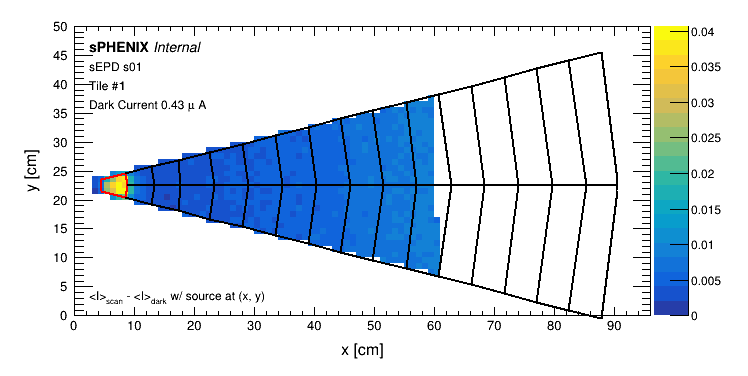 sPHENIX Internal
sEPD s01
Tile #1
Dark Current 0.43 μ A
<I>scan - <I>dark w/ source at (x, y)
y [cm]
50
45
40
35
30
25
20
15
10
5
0
0 10 20 30 40 50 60 70 80 90
x [cm]
0.04
0.035
0.03
0.025
0.02
0.015
0.01
0.005
0